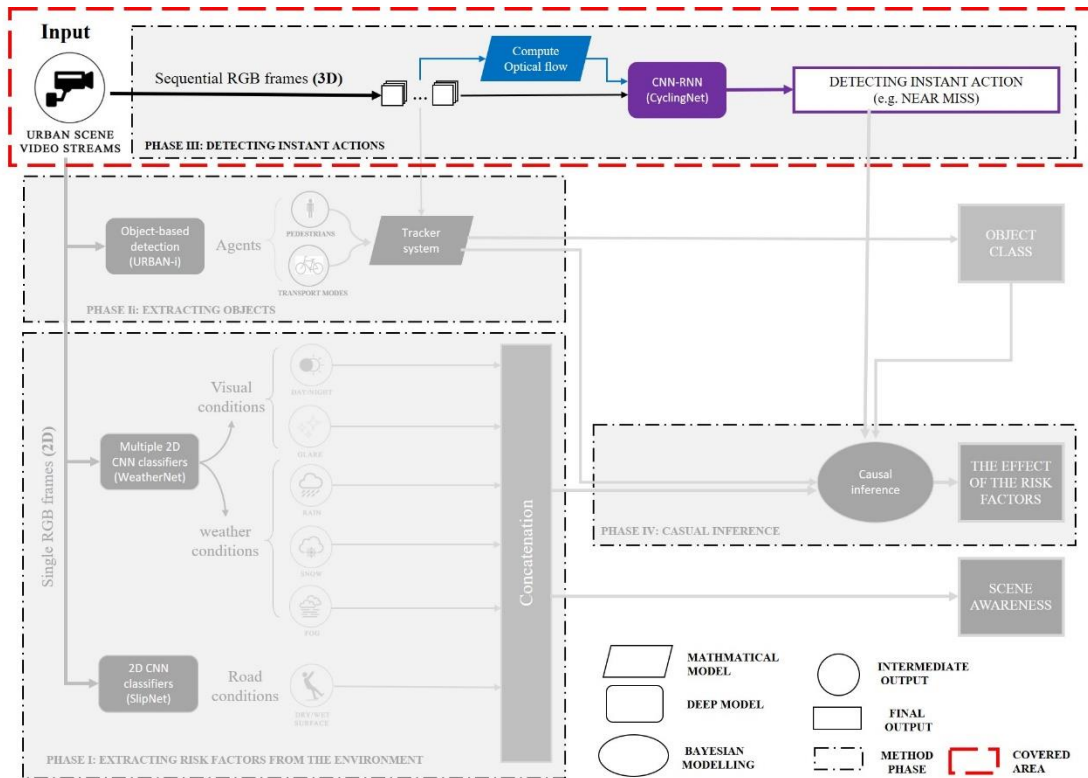 Input
URBAN SCENE
VIDEO STREAMS
Sequential RGB frames (3D)
...
Compute
Optical flow
CNN-RNN
(CyclingNet)
DETECTING INSTANT ACTION
(e.g. NEAR MISS)
PHASE III: DETECTING INSTANT ACTIONS
Object-based
detection
(URBAN-i)
Agents
PEDESTRIANS
TRANSPORT MODES
Tracker
system
OBJECT
CLASS
PHASE Ii: EXTRACTING OBJECTS
Single RGB frames (2D)
Visual
conditions
DAY/NIGHT
GLARE
Multiple 2D
CNN classifiers
(WeatherNet)
weather
conditions
RAIN
SNOW
FOG
Concatenation
2D CNN
classifiers
(SlipNet)
Road
conditions
DRY/WET
SURFACE
PHASE I: EXTRACTING RISK FACTORS FROM THE ENVIRONMENT
Causal
inference
THE EFFECT
OF THE RISK
FACTORS
PHASE IV: CASUAL INFERENCE
SCENE
AWARENESS
MATHMATICAL
MODEL
INTERMEDIATE
OUTPUT
DEEP MODEL
FINAL
OUTPUT
BAYESIAN
MODELLING
METHOD
PHASE
COVERED
AREA